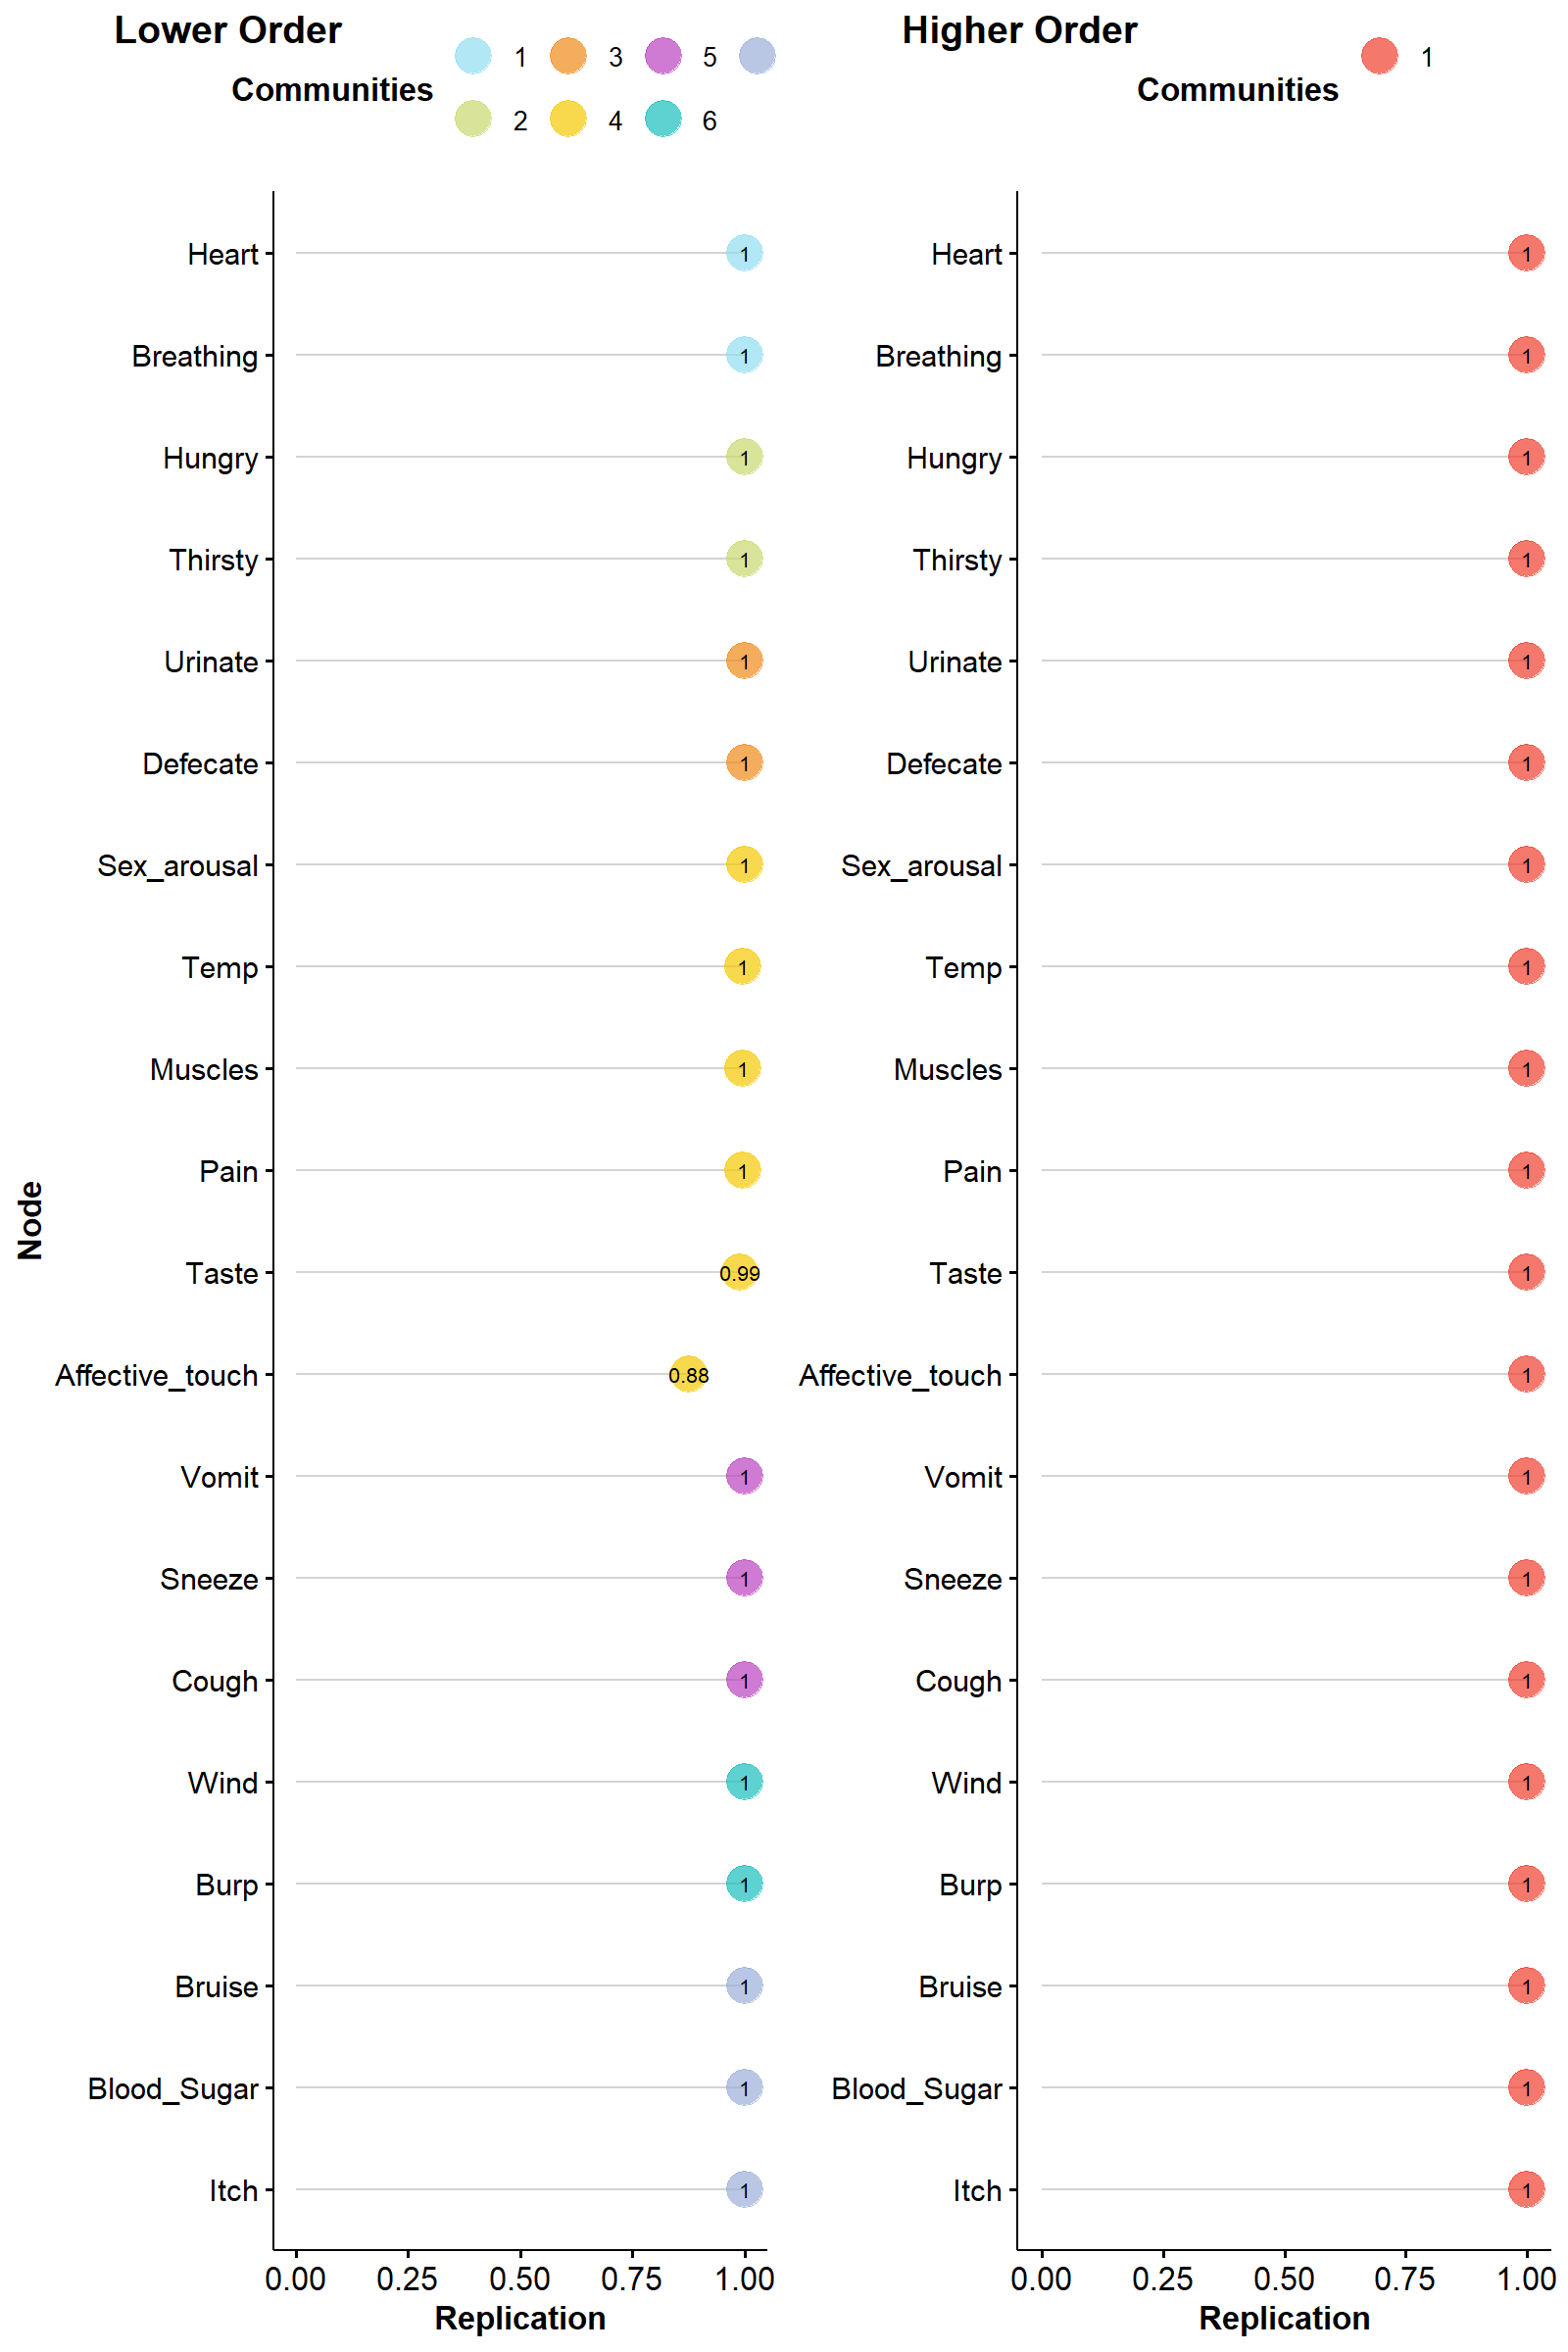 Lower Order
Communities
1 3 5
2 4 6
Node
Heart 1
Breathing 1
Hungry 1
Thirsty 1
Urinate 1
Defecate 1
Sex_arousal 1
Temp 1
Muscles 1
Pain 1
Taste 0.99
Affective_touch 0.88
Vomit 1
Sneeze 1
Cough 1
Wind 1
Burp 1
Bruise 1
Blood_Sugar 1
Itch 1
0.00 0.25 0.50 0.75 1.00
Replication
Higher Order
Communities
1
Heart 1
Breathing 1
Hungry 1
Thirsty 1
Urinate 1
Defecate 1
Sex_arousal 1
Temp 1
Muscles 1
Pain 1
Taste 1
Affective_touch 1
Vomit 1
Sneeze 1
Cough 1
Wind 1
Burp 1
Bruise 1
Blood_Sugar 1
Itch 1
0.00 0.25 0.50 0.75 1.00
Replication